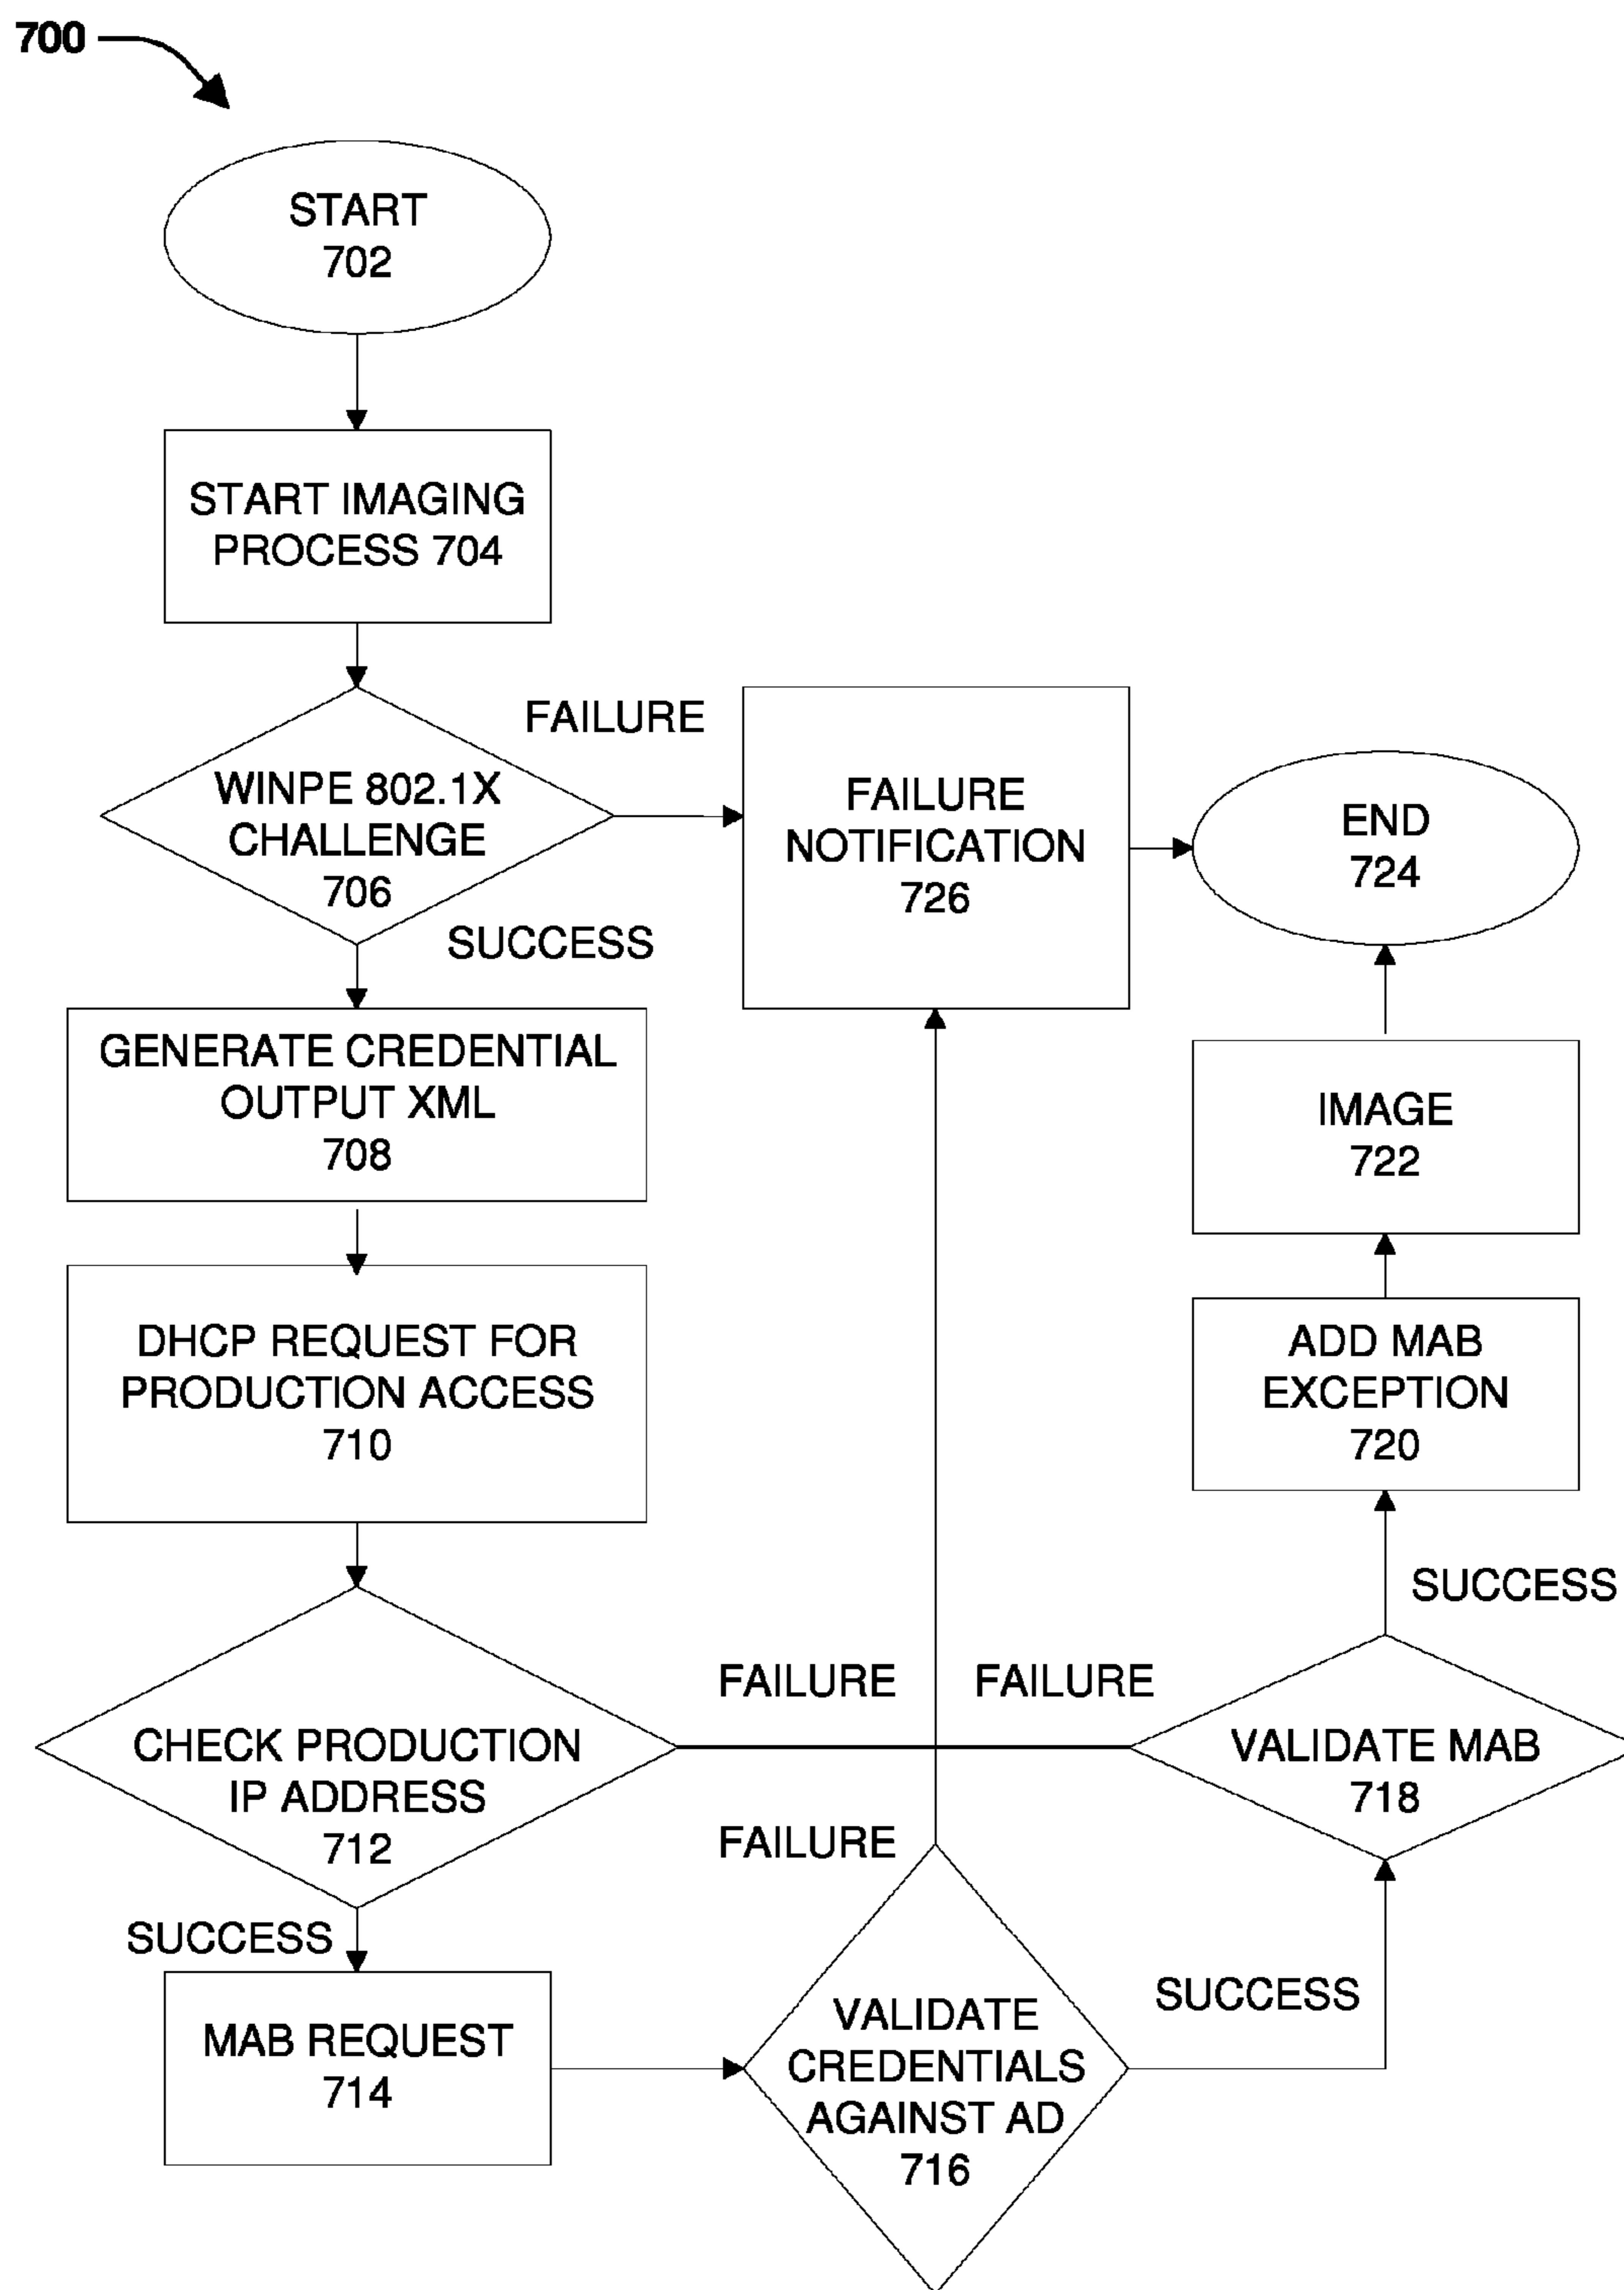 700
START
702
START IMAGING
PROCESS 704
FAILURE
WINPE 802.1X
CHALLENGE
706
SUCCESS
FAILURE
NOTIFICATION
726
END
724
GENERATE CREDENTIAL
OUTPUT XML
708
IMAGE
722
DHCP REQUEST FOR
PRODUCTION ACCESS
710
ADD MAB
EXCEPTION
720
SUCCESS
FAILURE
FAILURE
CHECK PRODUCTION
IP ADDRESS
712
VALIDATE MAB
718
FAILURE
SUCCESS
MAB REQUEST
714
VALIDATE
CREDENTIALS
AGAINST AD
716
SUCCESS